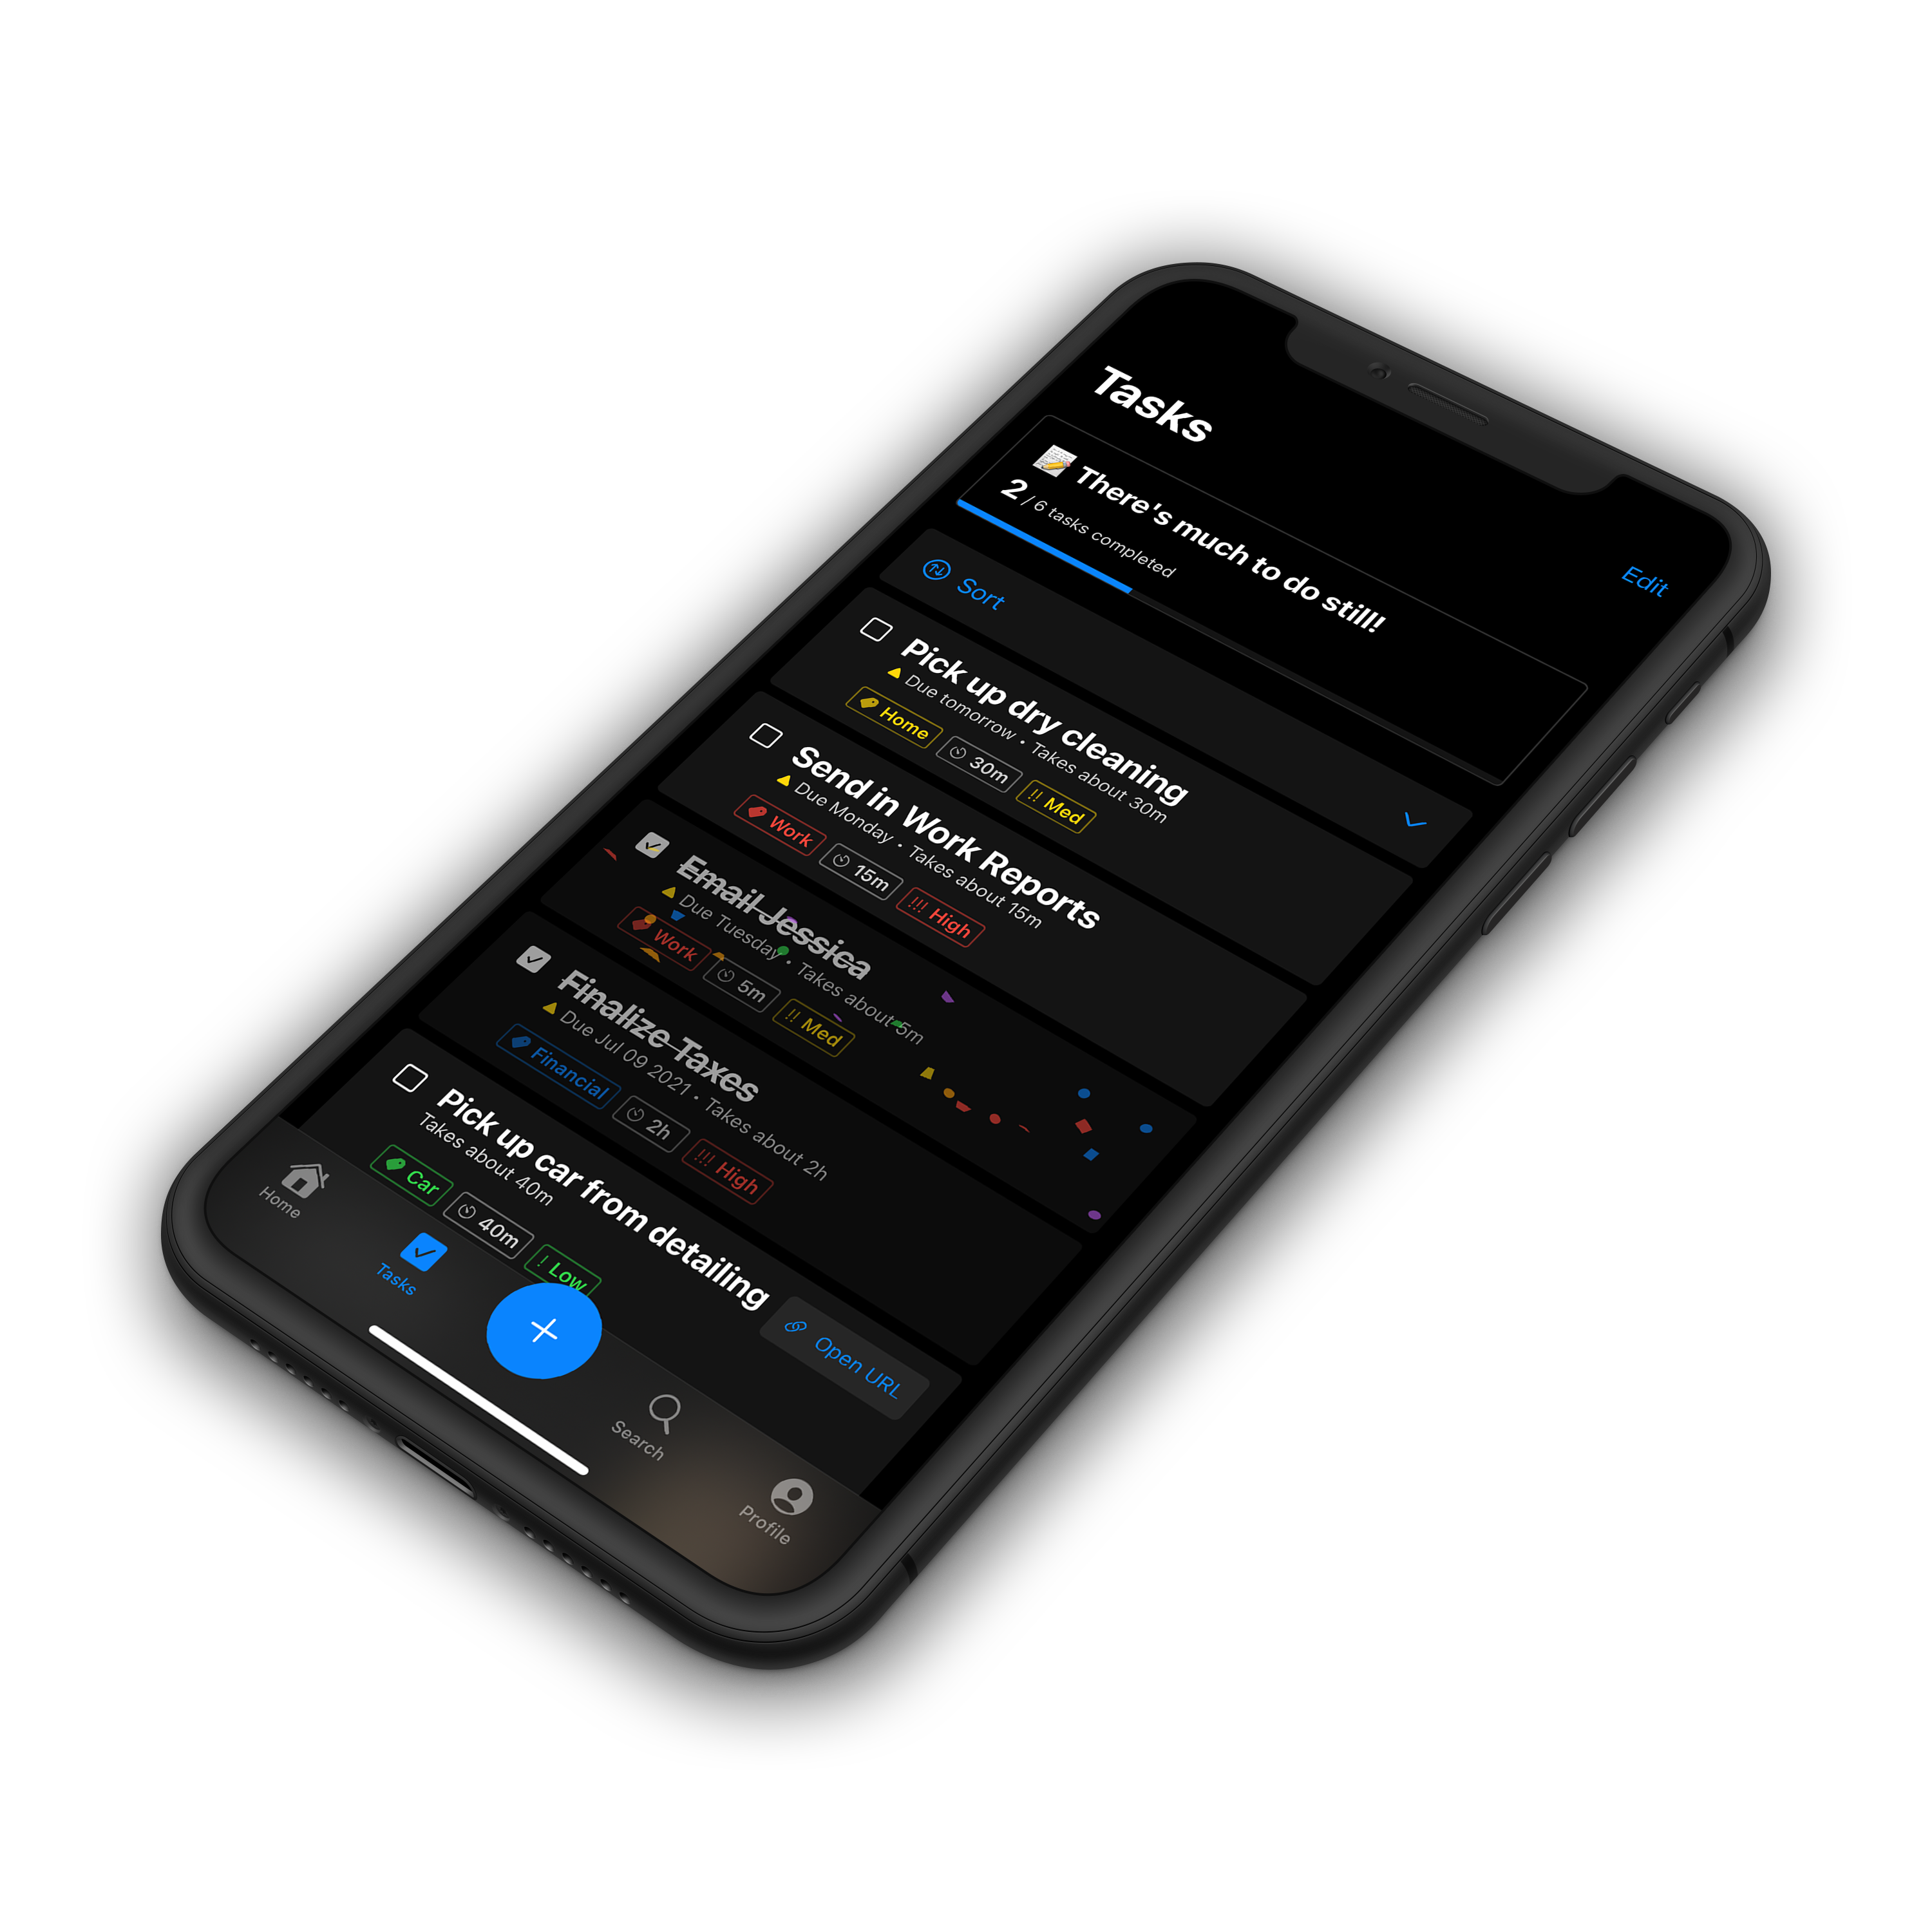 Tasks
Edit
There's much to do still!
2 / 6 tasks completed
Sort
Pick up dry cleaning
Due tomorrow • Takes about 30m
Home 30m !! Med
Send in Work Reports
Due Monday • Takes about 15m
Work 15m !!! High
Email Jessica
Due Tuesday • Takes about 5m
Work 5m !! Med
Finalize Taxes
Due Jul 09 2021 • Takes about 2h
Financial 2h !!! High
Pick up car from detailing
Takes about 40m
Car 40m ! Low
Open URL
Home
Tasks
Search
Profile